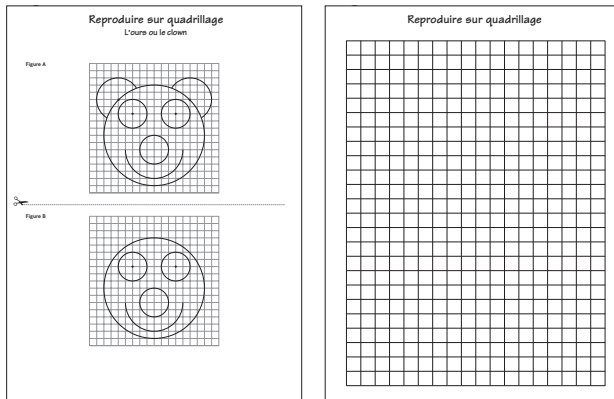 Reproduire sur quadrillage
L'ours ou le clown
Figure A
Figure B
Reproduire sur quadrillage